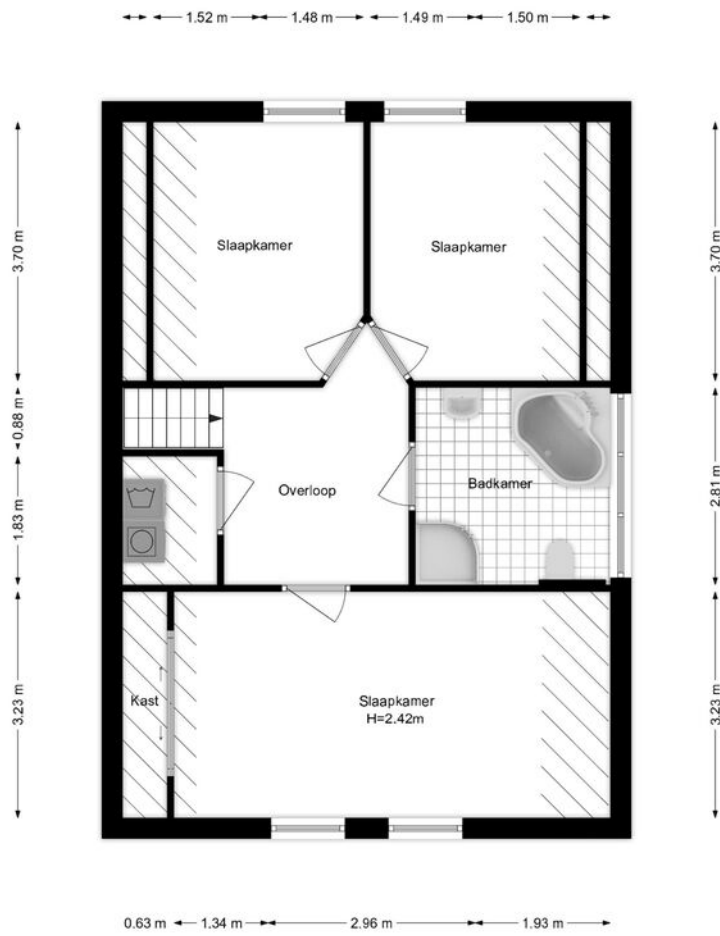 1.52 m
1.48 m
1.49 m
1.50 m
3.70 m
3.70 m
Slaapkamer
Slaapkamer
0.88 m
2.81 m
1.83 m
Overloop
Badkamer
3.23 m
3.23 m
Kast
Slaapkamer
H=2.42m
0.63 m
1.34 m
2.96 m
1.93 m